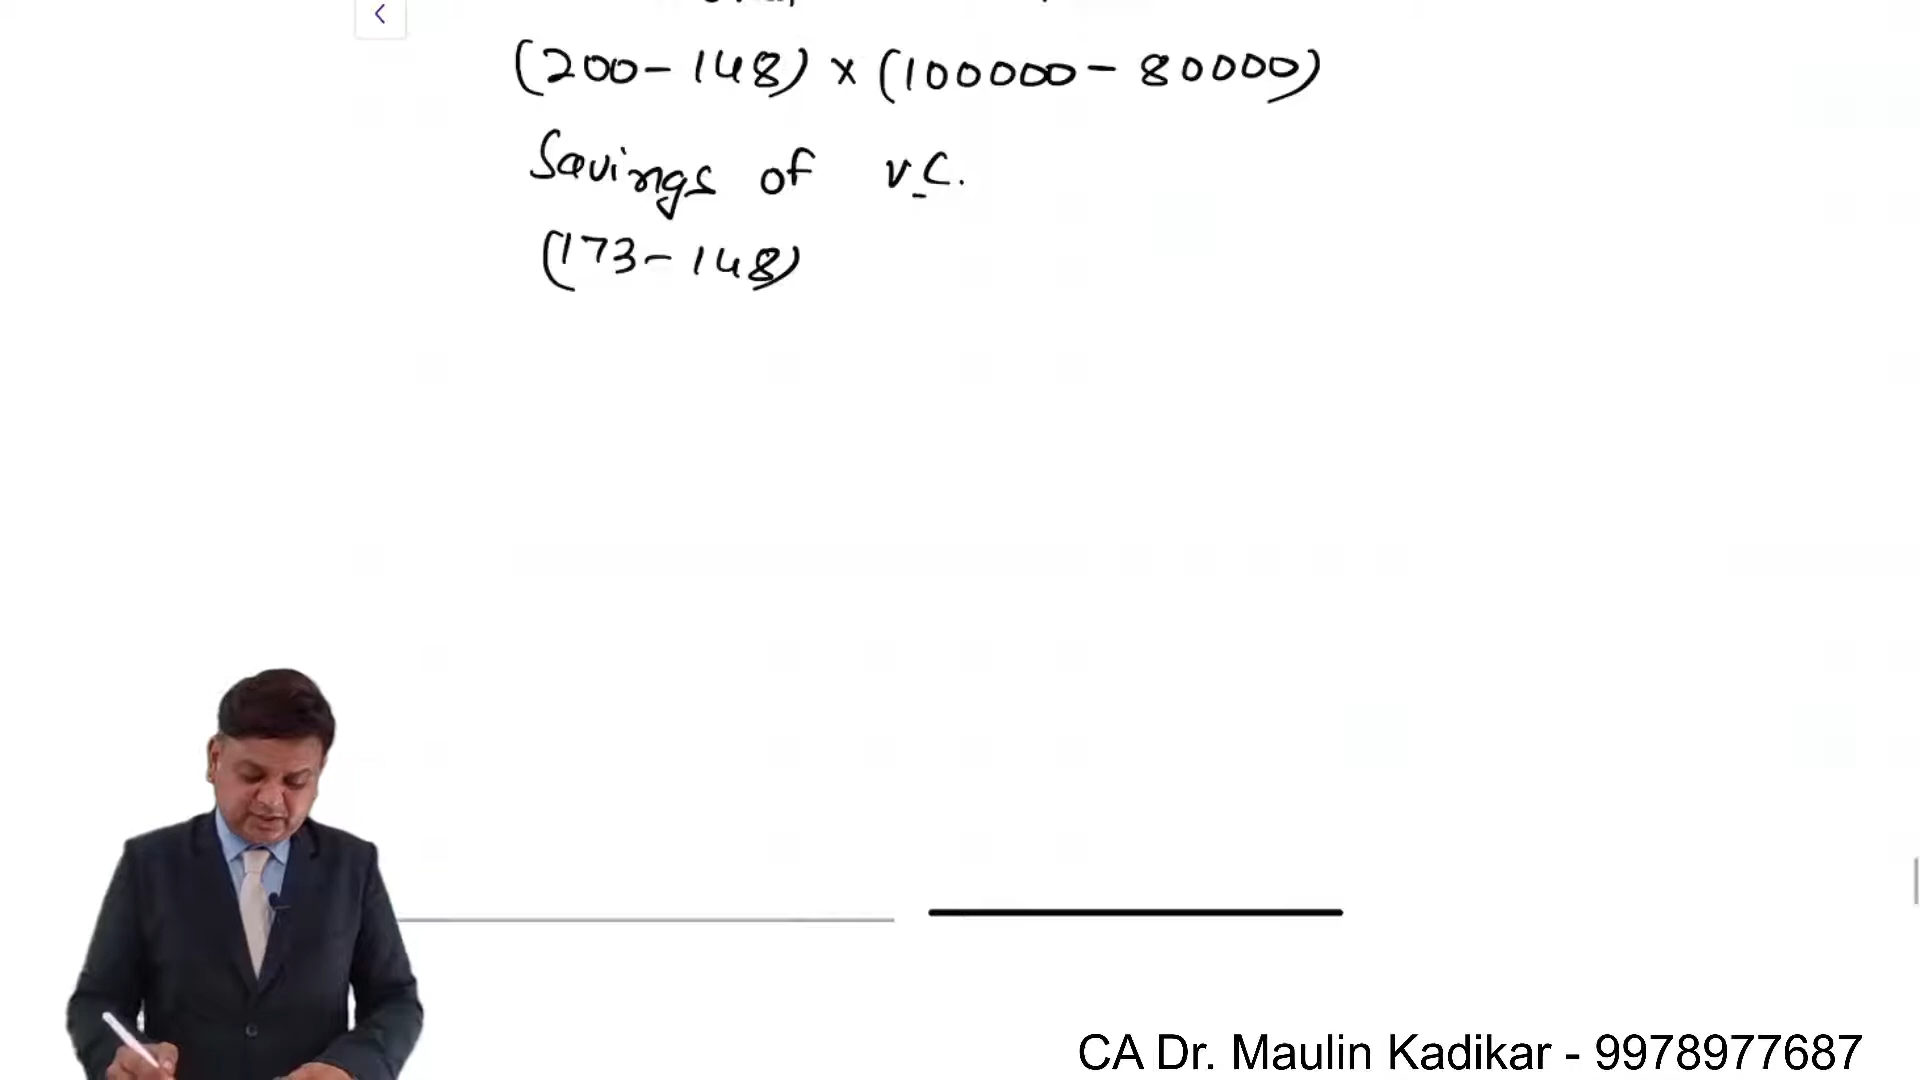 (200 - 148) × (100000 - 80000)
Savings of v.C.
(173 - 148)
CA Dr. Maulin Kadikar - 9978977687